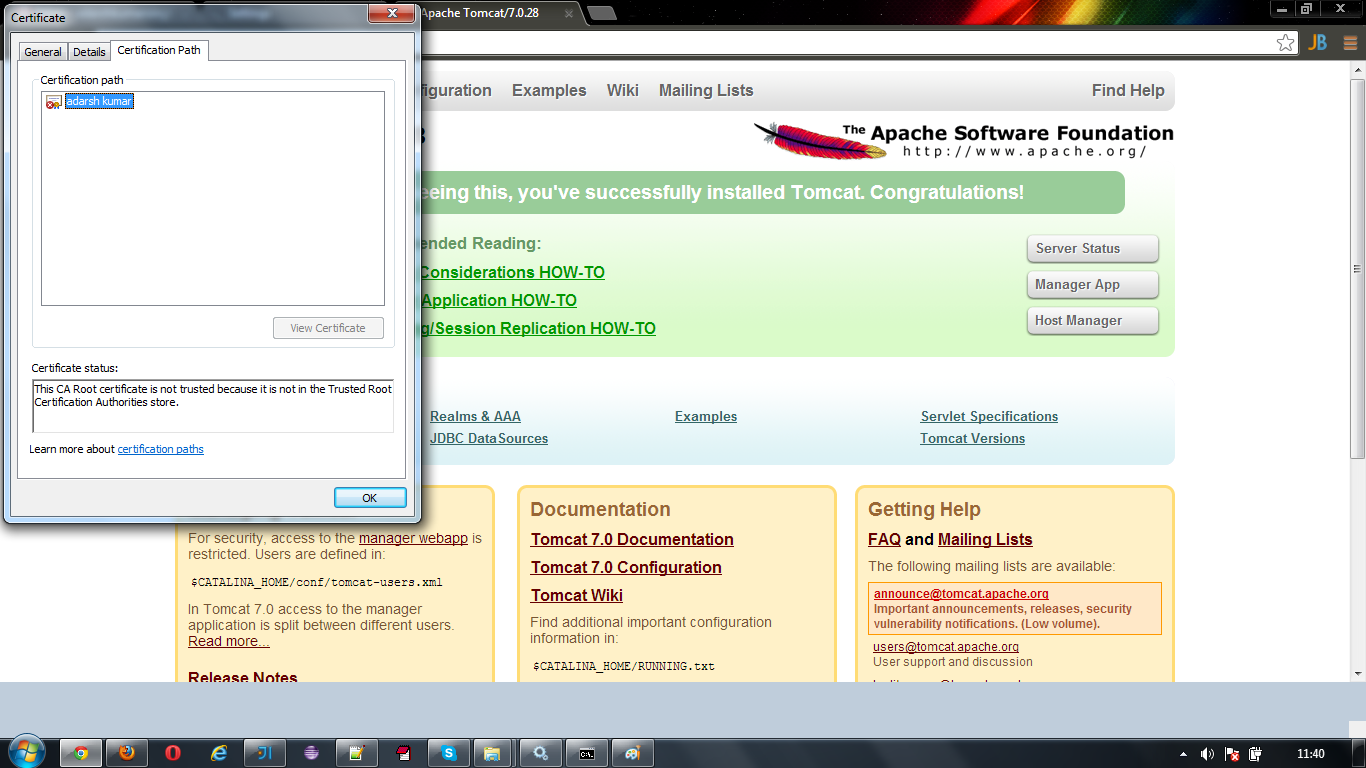 Certificate
Apache Tomcat/7.0.28
General Details Certification Path
Certification path
adarsh kumar
View Certificate
Certificate status:
This CA Root certificate is not trusted because it is not in the Trusted Root
Certification Authorities store.
Learn more about certification paths
OK
JB
Examples Wiki Mailing Lists Find Help
The Apache Software Foundation
http://www.apache.org/
this, you've successfully installed Tomcat. Congratulations!
Reading:
Considerations HOW-TO
Application HOW-TO
Replication HOW-TO
Server Status
Manager App
Host Manager
Realms & AAA
JDBC DataSources
Examples
Servlet Specifications
Tomcat Versions
For security, access to the manager webapp is
restricted. Users are defined in:
$CATALINA_HOME/conf/tomcat-users.xml
In Tomcat 7.0 access to the manager
application is split between different users.
Read more...
Release Notes
Documentation
Tomcat 7.0 Documentation
Tomcat 7.0 Configuration
Tomcat Wiki
Find additional important configuration
information in:
$CATALINA_HOME/RUNNING.txt
Getting Help
FAQ and Mailing Lists
The following mailing lists are available:
announce@tomcat.apache.org
Important announcements, releases, security
vulnerability notifications. (Low volume).
users@tomcat.apache.org
User support and discussion
11:40